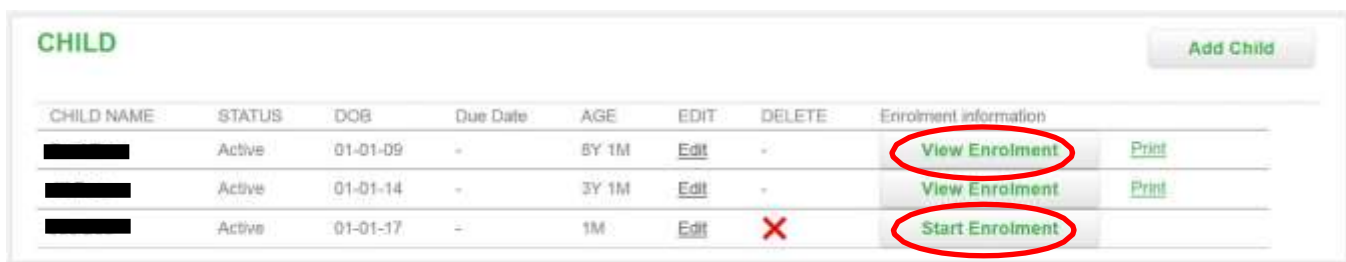 CHILD
Add Child
CHILD NAME STATUS DOB Due Date AGE EDIT DELETE Enrolment information
Active 01-01-09 - 8Y 1M Edit - View Enrolment Print
Active 01-01-14 - 3Y 1M Edit - View Enrolment Print
Active 01-01-17 - 1M Edit Start Enrolment